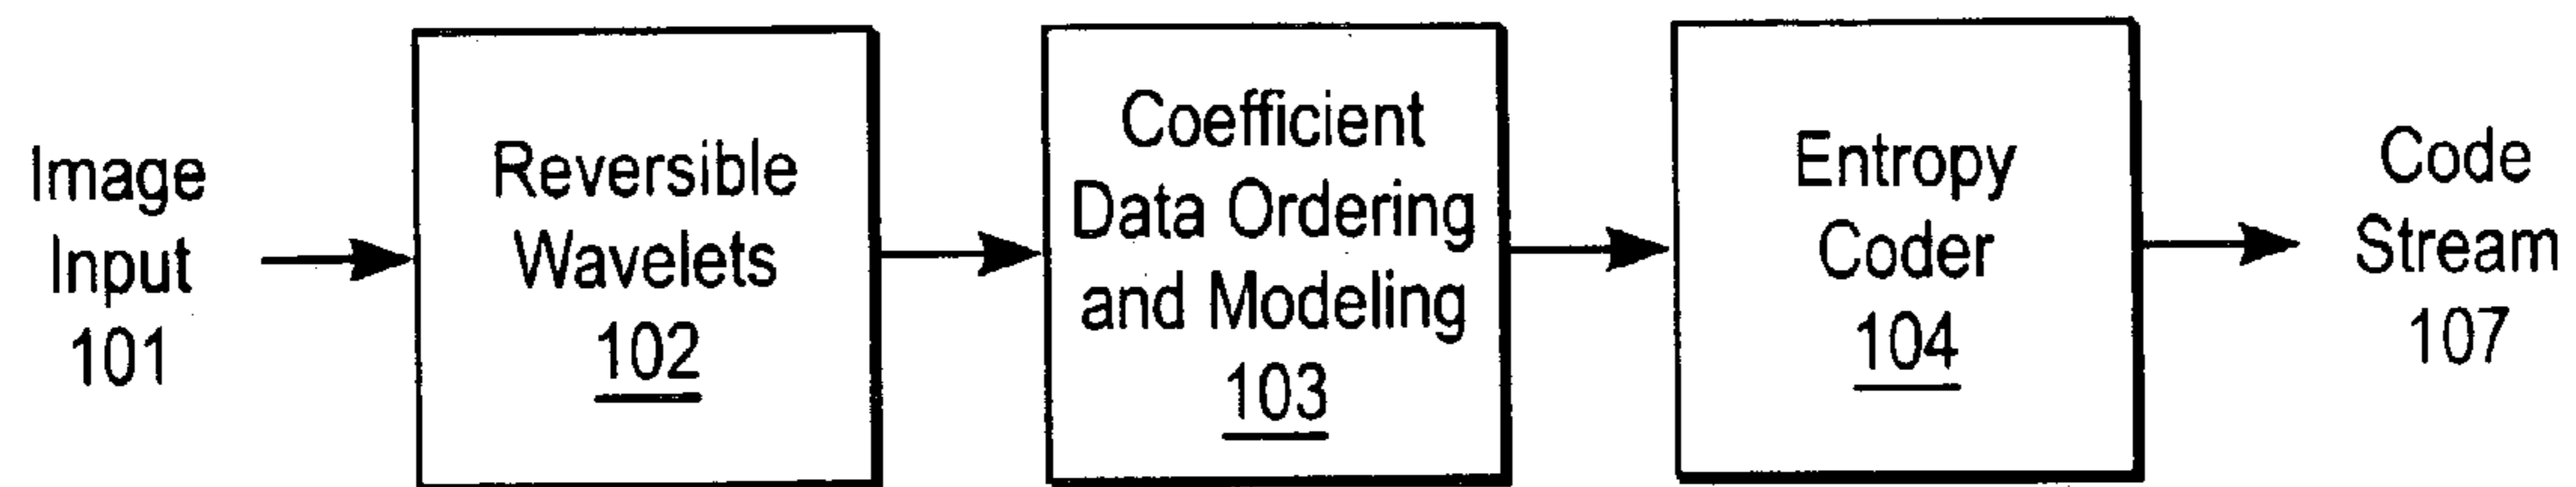 Image
Input
101
Reversible
Wavelets
102
Coefficient
Data Ordering
and Modeling
103
Entropy
Coder
104
Code
Stream
107